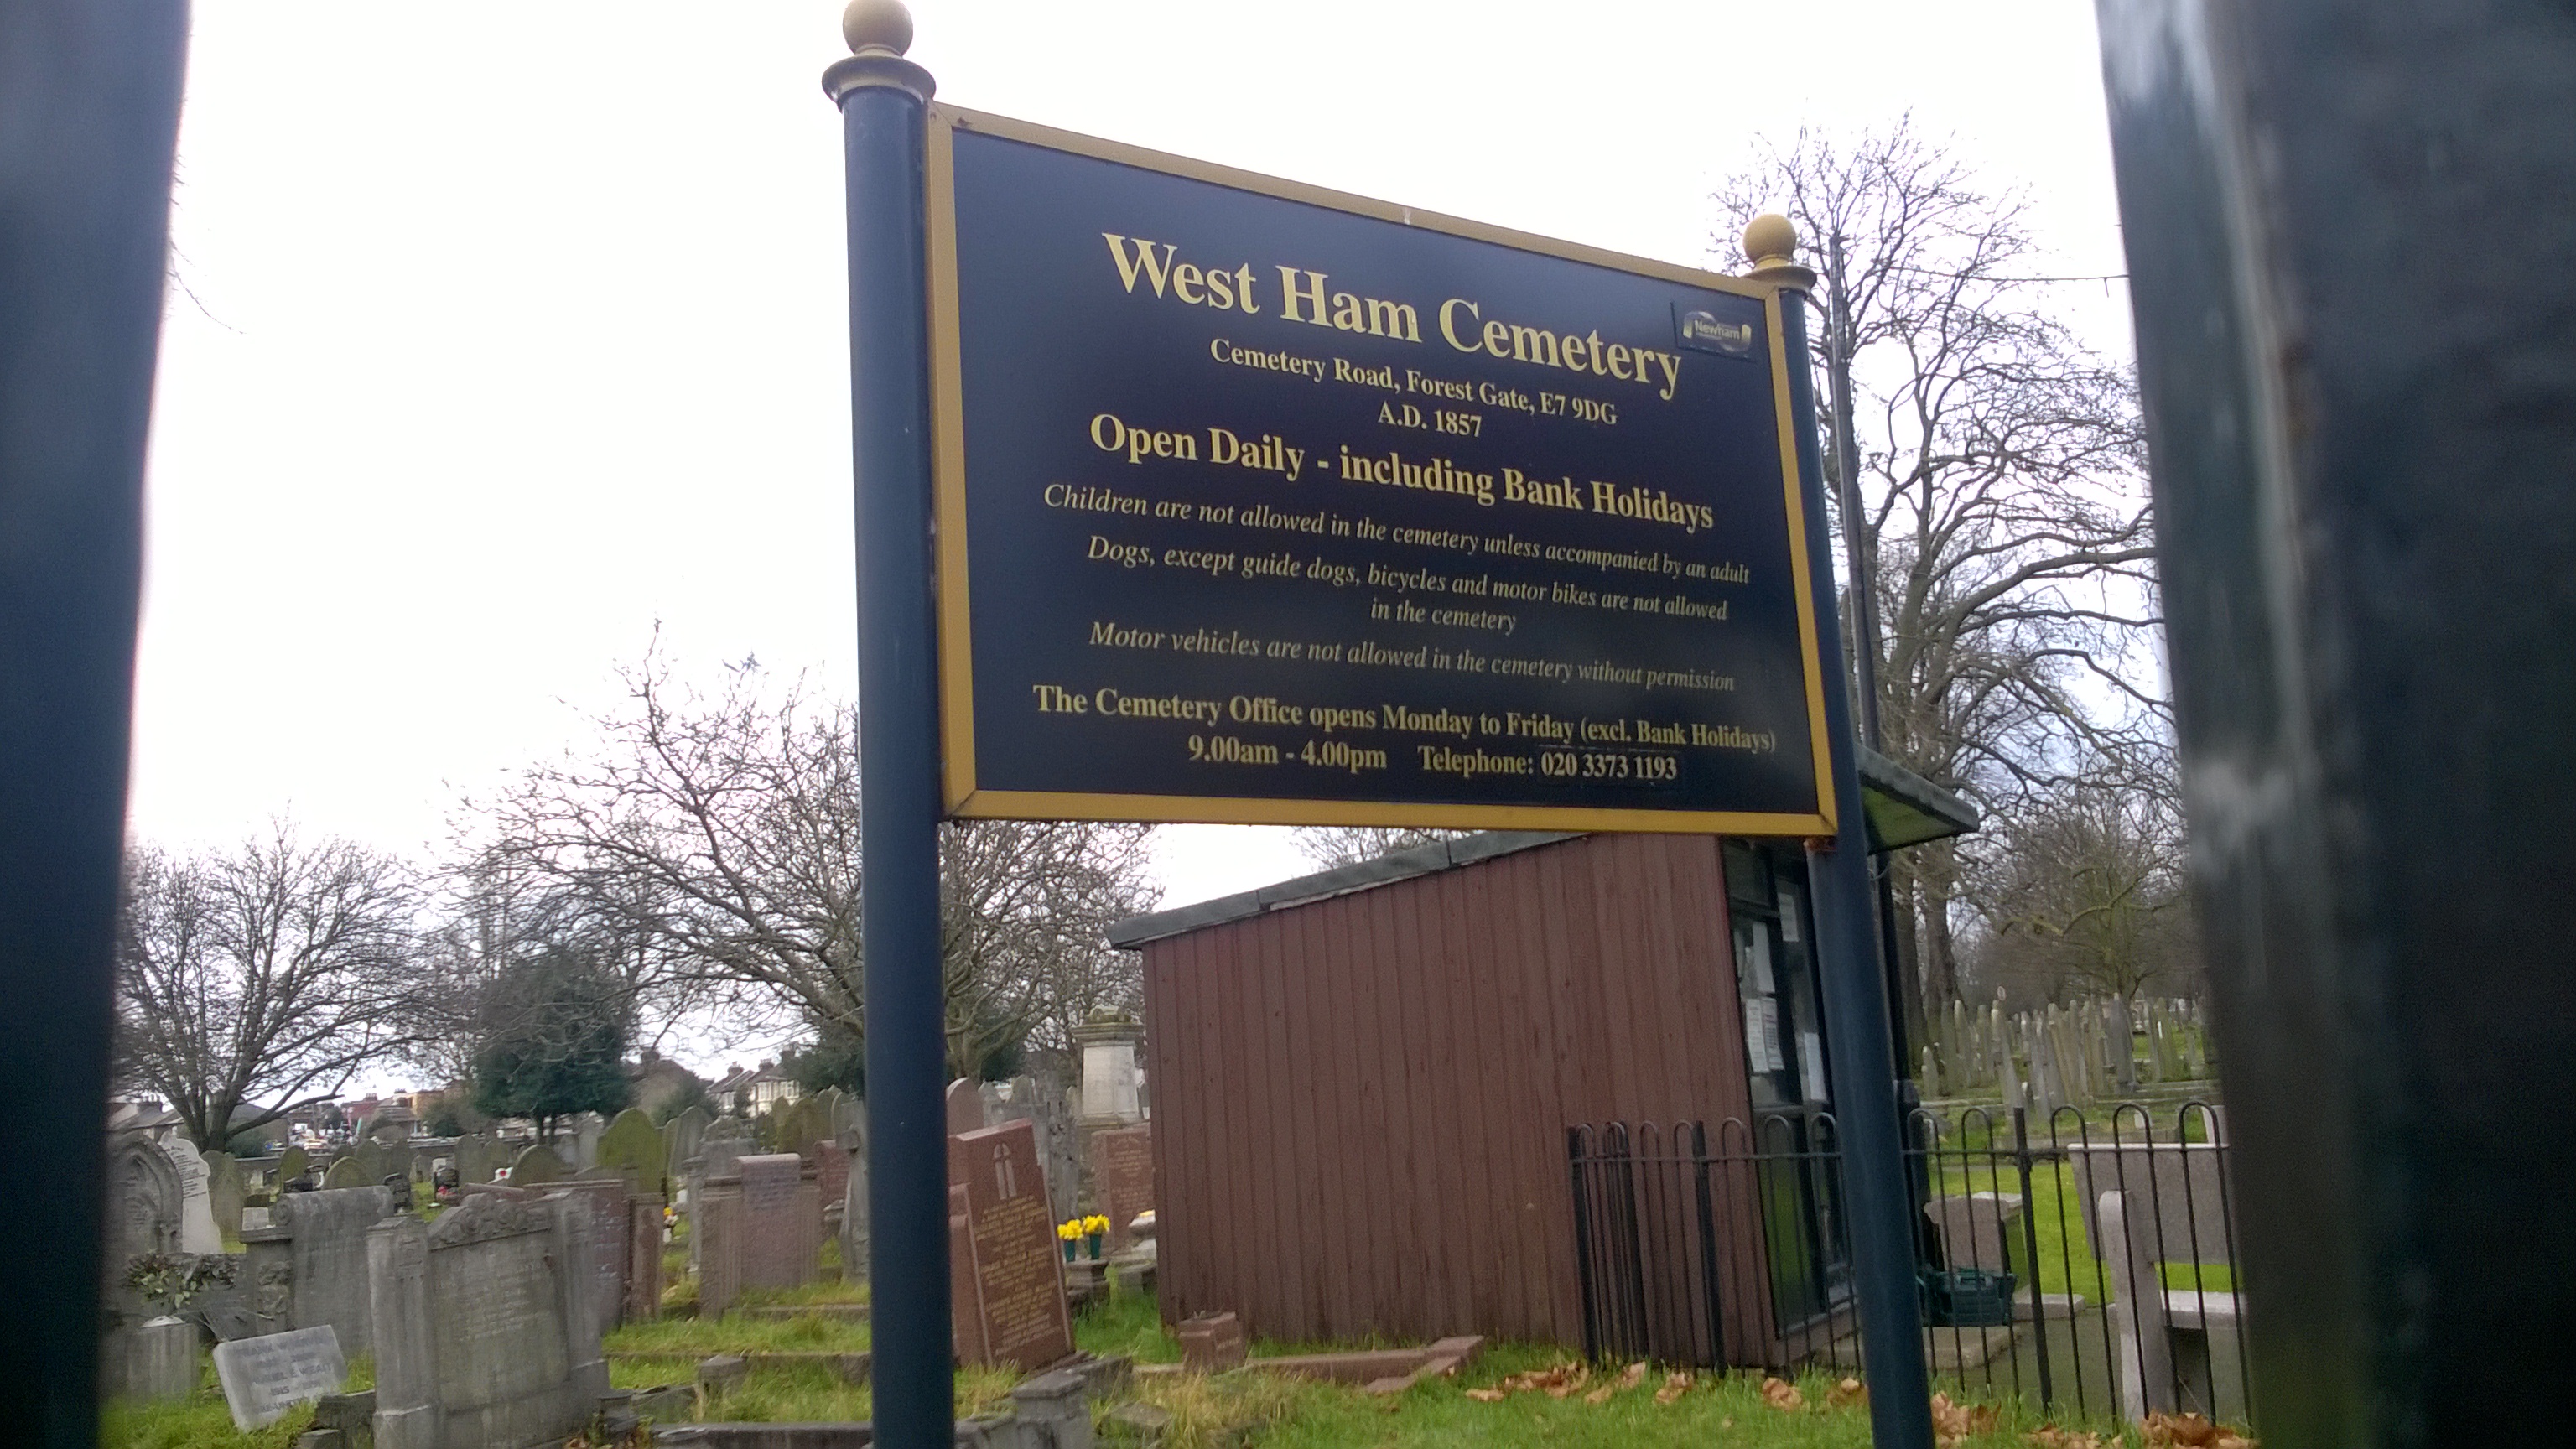 West Ham Cemetery
Newham
Cemetery Road, Forest Gate, E7 9DG
A.D. 1857
Open Daily - including Bank Holidays
Children are not allowed in the cemetery unless accompanied by an adult
Dogs, except guide dogs, bicycles and motor bikes are not allowed
in the cemetery
Motor vehicles are not allowed in the cemetery without permission
The Cemetery Office opens Monday to Friday (excl. Bank Holidays)
9.00am - 4.00pm Telephone: 020 3373 1193